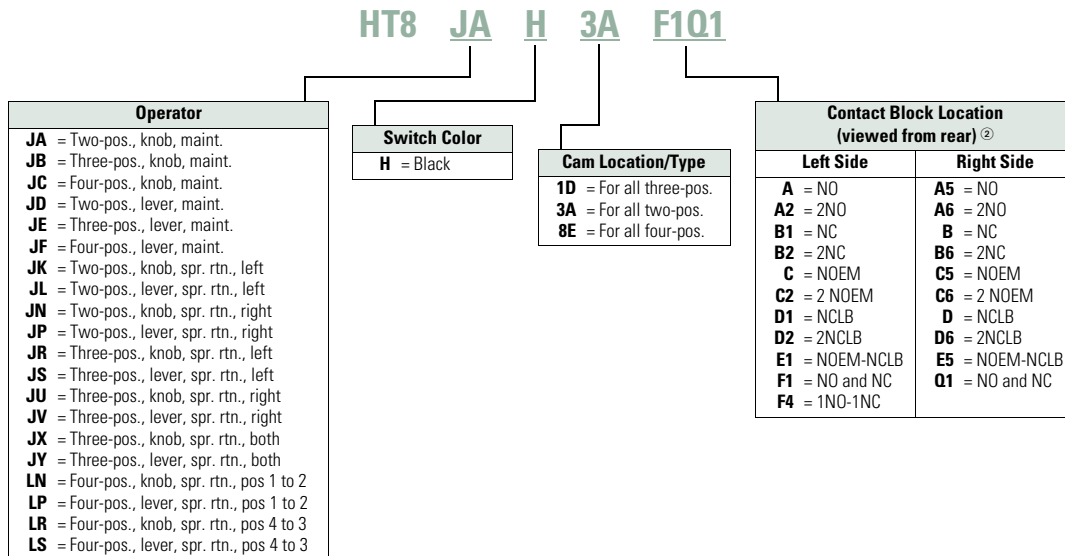 HT8 JA H 3A F1Q1
Operator
JA = Two-pos., knob, maint.
JB = Three-pos., knob, maint.
JC = Four-pos., knob, maint.
JD = Two-pos., lever, maint.
JE = Three-pos., lever, maint.
JF = Four-pos., lever, maint.
JK = Two-pos., knob, spr. rtn., left
JL = Two-pos., lever, spr. rtn., left
JN = Two-pos., knob, spr. rtn., right
JP = Two-pos., lever, spr. rtn., right
JR = Three-pos., knob, spr. rtn., left
JS = Three-pos., lever, spr. rtn., left
JU = Three-pos., knob, spr. rtn., right
JV = Three-pos., lever, spr. rtn., right
JX = Three-pos., knob, spr. rtn., both
JY = Three-pos., lever, spr. rtn., both
LN = Four-pos., knob, spr. rtn., pos 1 to 2
LP = Four-pos., lever, spr. rtn., pos 1 to 2
LR = Four-pos., knob, spr. rtn., pos 4 to 3
LS = Four-pos., lever, spr. rtn., pos 4 to 3
Switch Color
H = Black
Cam Location/Type
1D = For all three-pos.
3A = For all two-pos.
8E = For all four-pos.
Contact Block Location
(viewed from rear) ②
Left Side
A = NO
A2 = 2NO
B1 = NC
B2 = 2NC
C = NOEM
C2 = 2 NOEM
D1 = NCLB
D2 = 2NCLB
E1 = NOEM-NCLB
F1 = NO and NC
F4 = 1NO-1NC
Right Side
A5 = NO
A6 = 2NO
B = NC
B6 = 2NC
C5 = NOEM
C6 = 2 NOEM
D = NCLB
D6 = 2NCLB
E5 = NOEM-NCLB
Q1 = NO and NC